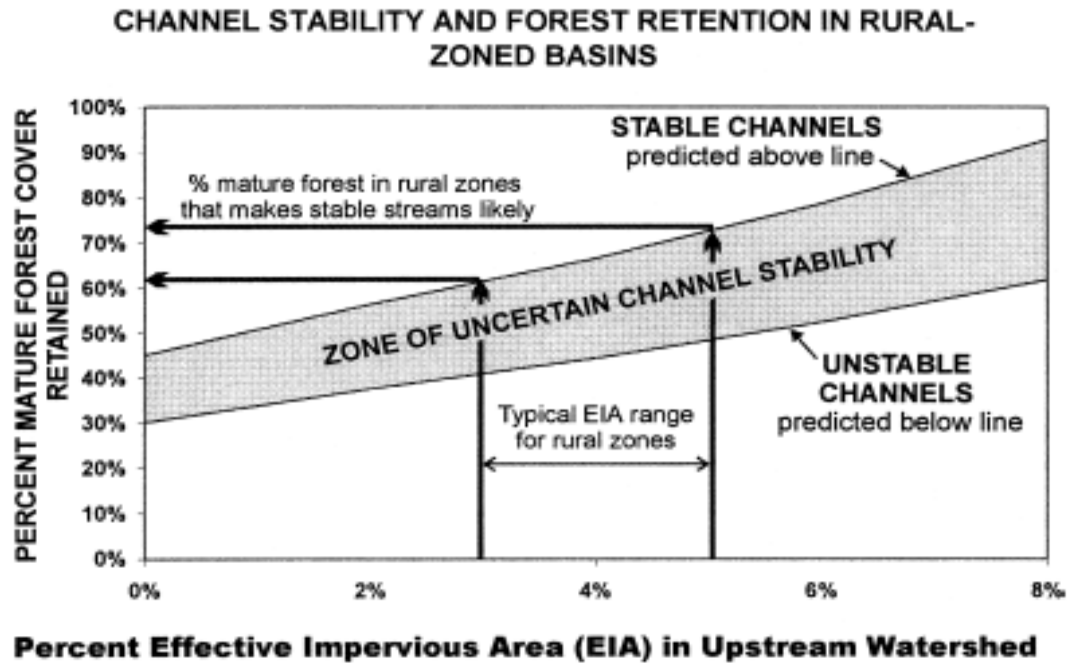 CHANNEL STABILITY AND FOREST RETENTION IN RURAL-
ZONED BASINS
PERCENT MATURE FOREST COVER
RETAINED
100%
90%
80%
70%
60%
50%
40%
30%
20%
10%
0%
STABLE CHANNELS
predicted above line
% mature forest in rural zones
that makes stable streams likely
ZONE OF UNCERTAIN CHANNEL STABILITY
UNSTABLE
CHANNELS
predicted below line
Typical EIA range
for rural zones
0%
2%
4%
6%
8%
Percent Effective Impervious Area (EIA) in Upstream Watershed